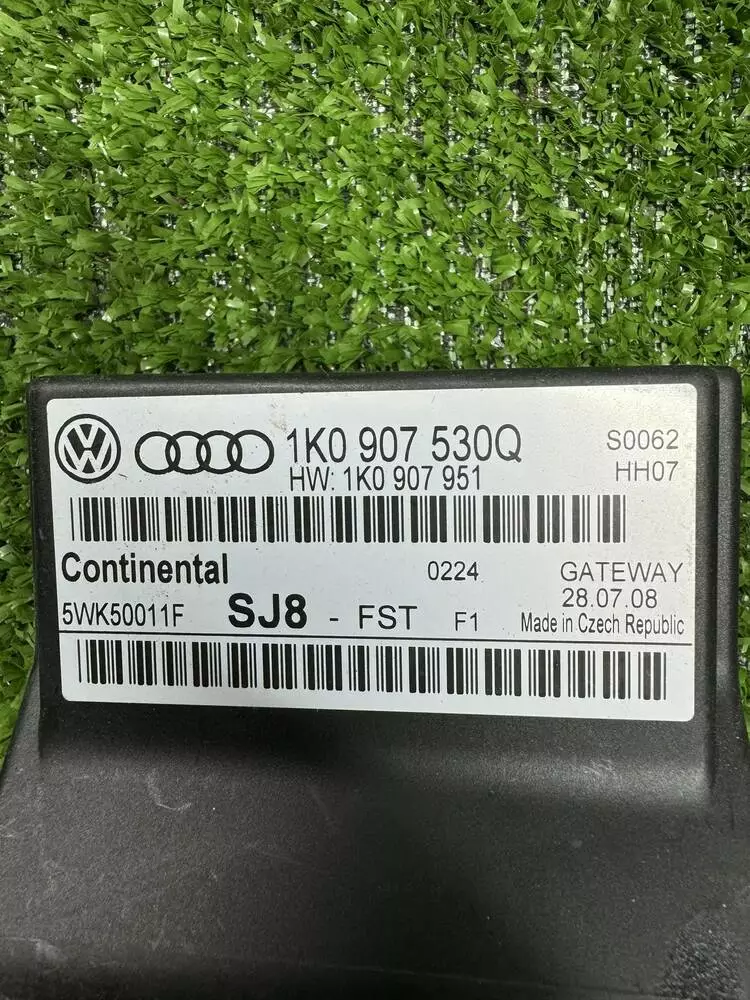 1K0 907 530Q S0062
HW: 1K0 907 951 HH07
Continental 0224 GATEWAY
28.07.08
5WK50011F SJ8 - FST F1 Made in Czech Republic